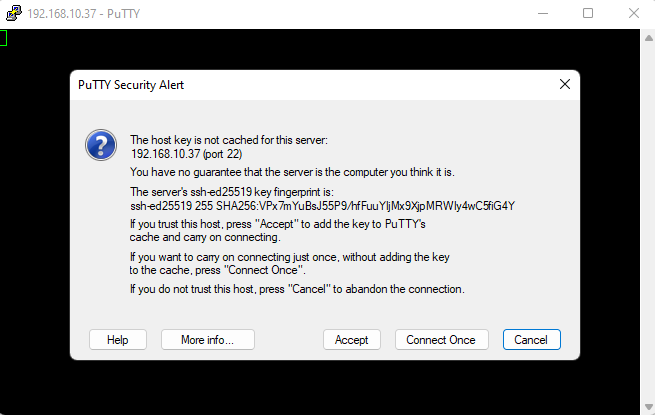 192.168.10.37 - PuTTY
PuTTY Security Alert
The host key is not cached for this server:
192.168.10.37 (port 22)
You have no guarantee that the server is the computer you think it is.
The server's ssh-ed25519 key fingerprint is:
ssh-ed25519 255 SHA256:VPx7mYuBsJ55P9/hfFuuYljMx9XjpMRWly4wC5fiG4Y
If you trust this host, press "Accept" to add the key to PuTTY's
cache and carry on connecting.
If you want to carry on connecting just once, without adding the key
to the cache, press "Connect Once".
If you do not trust this host, press "Cancel" to abandon the connection.
Help More info... Accept Connect Once Cancel